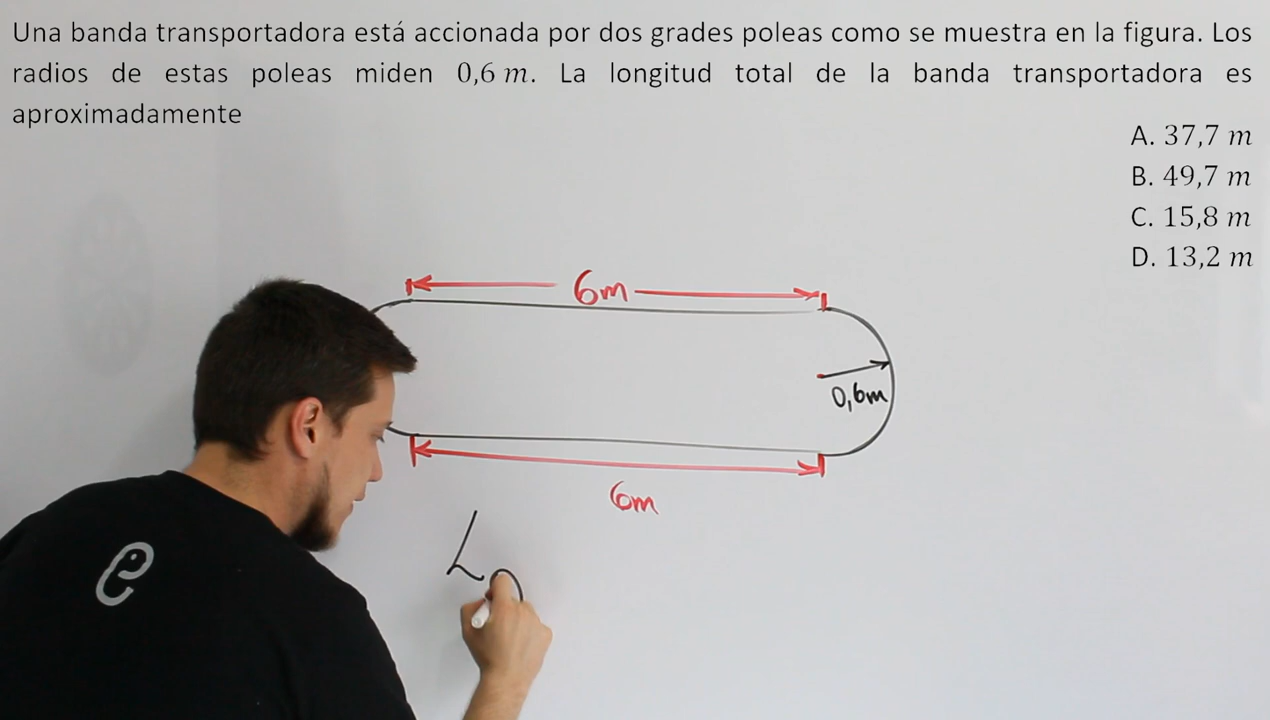 Una banda transportadora está accionada por dos grades poleas como se muestra en la figura. Los
radios de estas poleas miden 0,6 m. La longitud total de la banda transportadora es
aproximadamente
A. 37,7 m
B. 49,7 m
C. 15,8 m
D. 13,2 m
6m
0,6m
6m
L